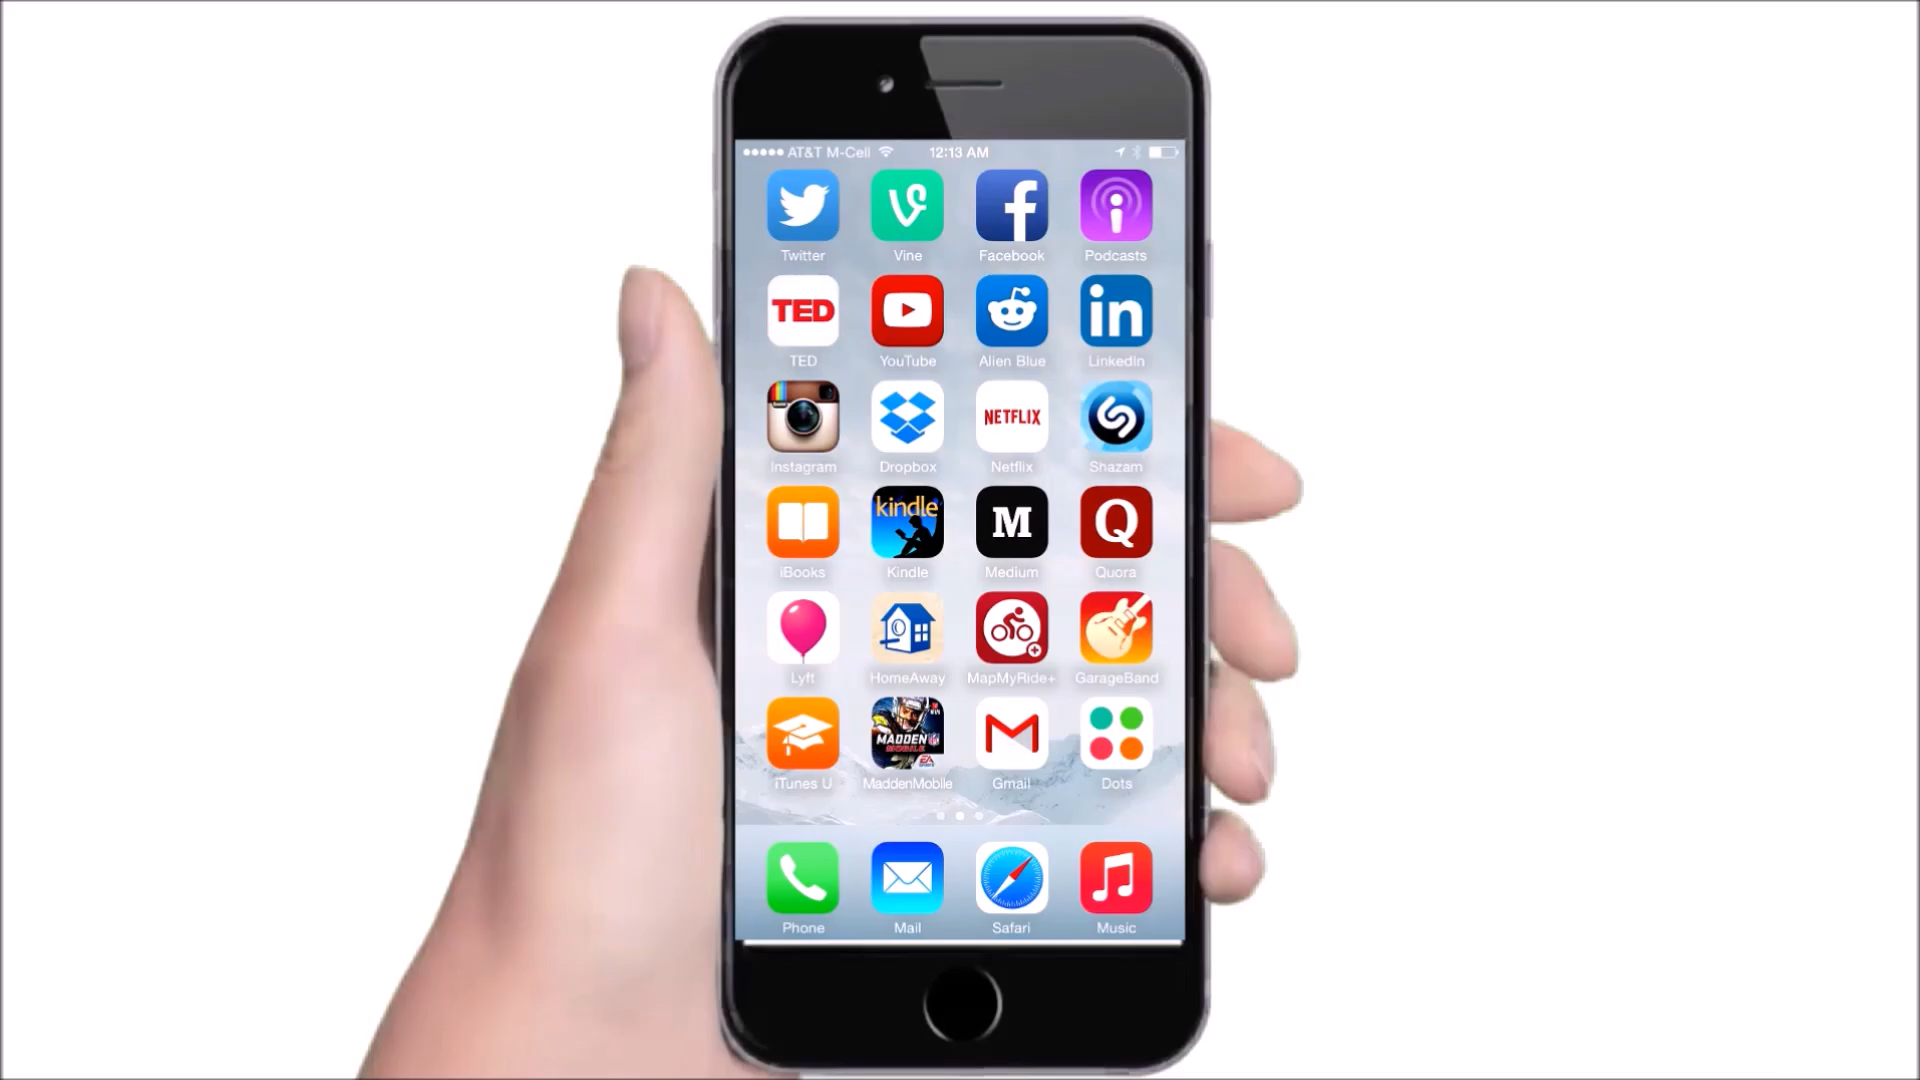 AT&T M-Cell 12:13 AM
Twitter Vine Facebook Podcasts
TED
TED YouTube Alien Blue LinkedIn
in
NETFLIX
Instagram Dropbox Netflix Shazam
kindle M Q
iBooks Kindle Medium Quora
Lyft HomeAway MapMyRide+ GarageBand
MADDEN
MOBILE
EA
iTunes U MaddenMobile Gmail Dots
Phone Mail Safari Music